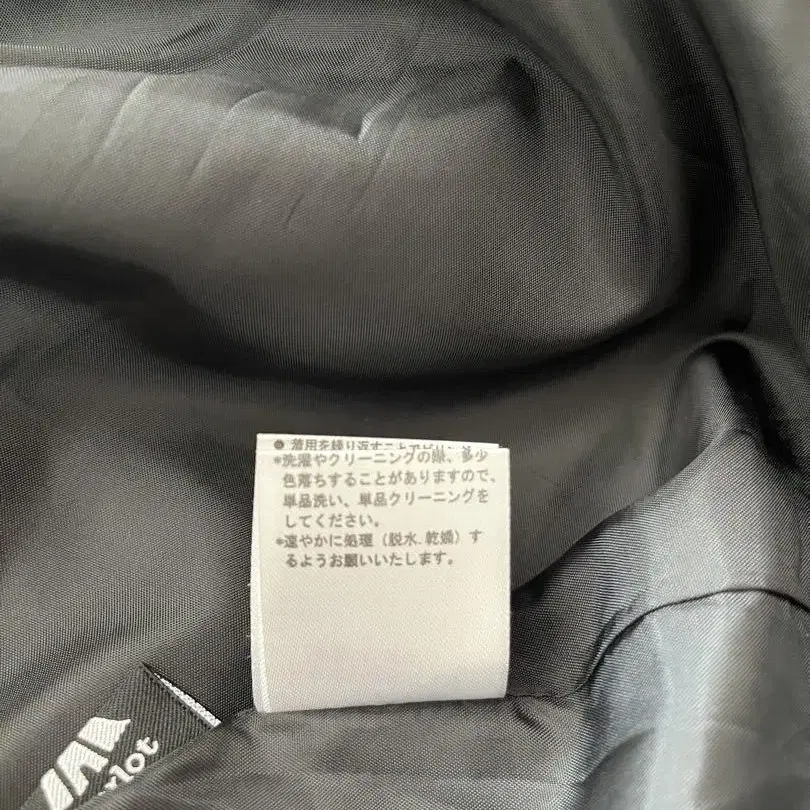 ● 着用を繰り返すことでピリン
*洗濯やクリーニングの際、多少
色落ちすることがありますので、
単品洗い、単品クリーニングを
してください。
*速やかに処理（脱水.乾燥）す
るようお願いいたします。